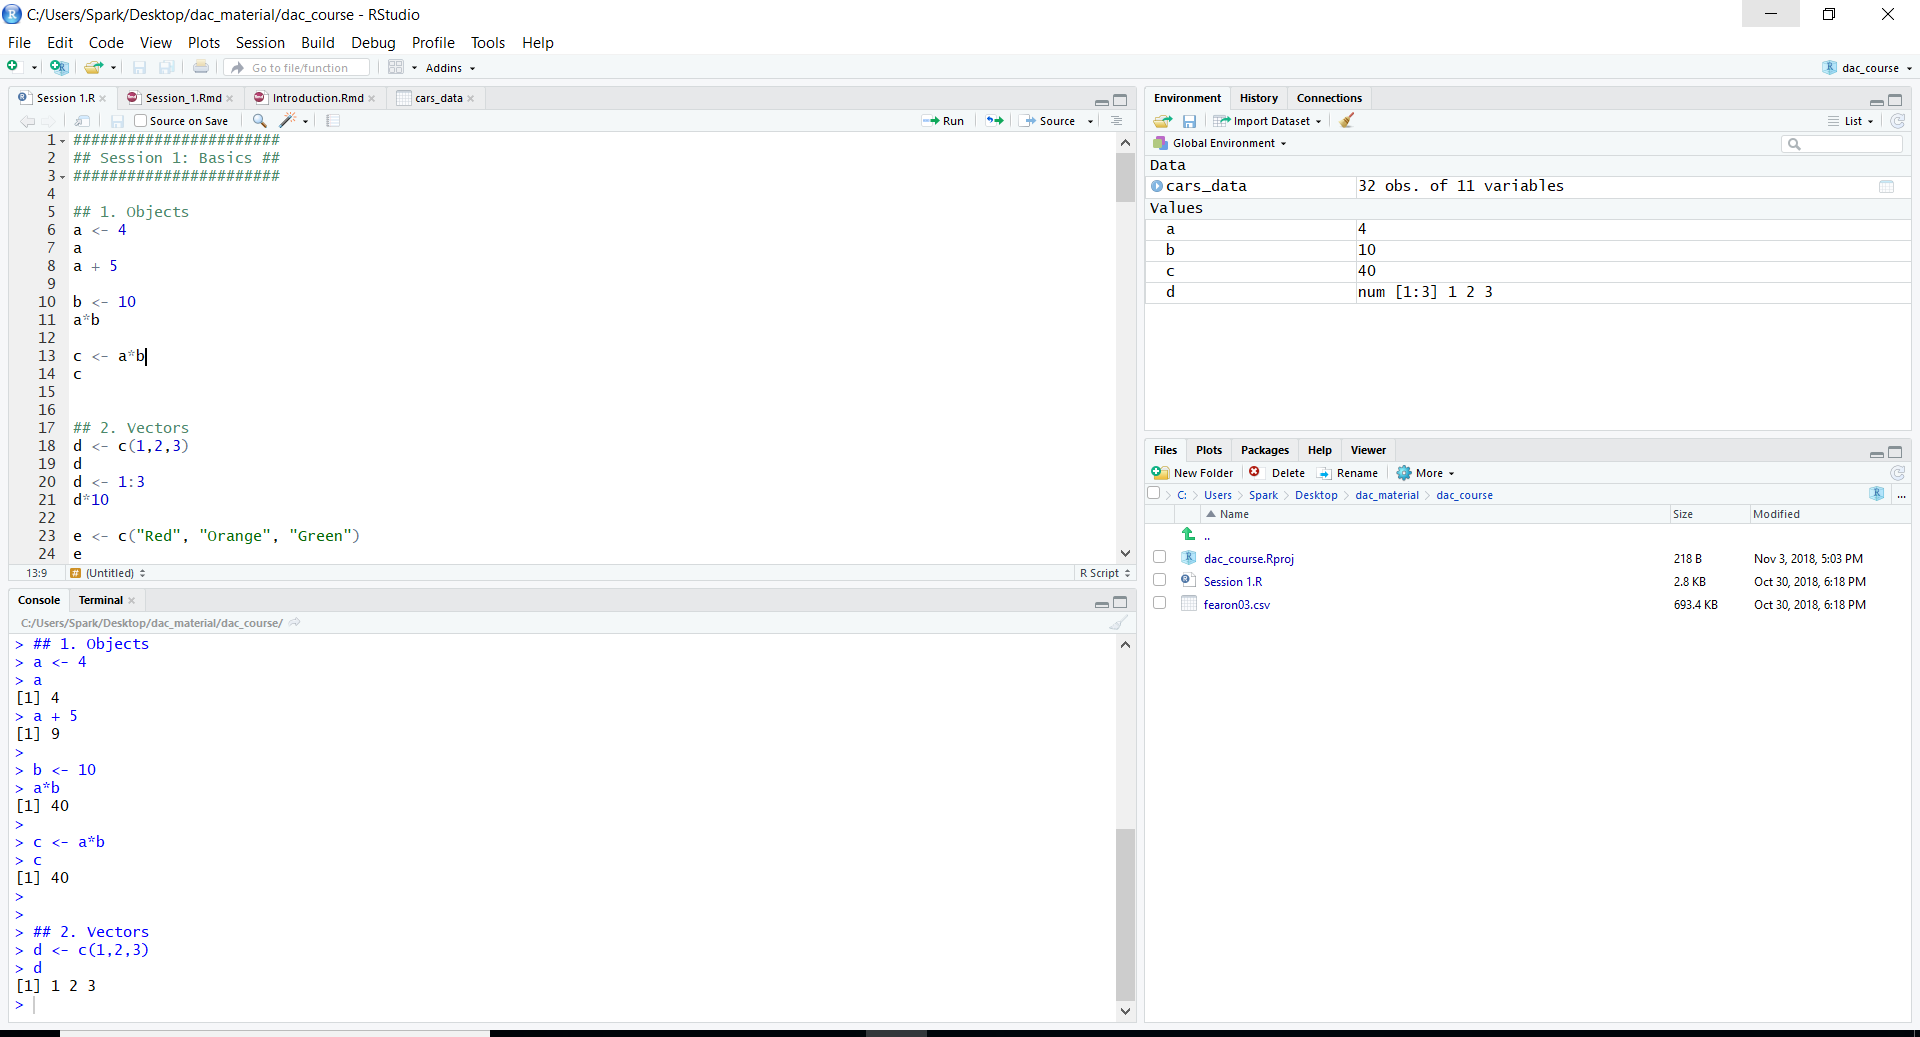 C:/Users/Spark/Desktop/dac_material/dac_course - RStudio
File Edit Code View Plots Session Build Debug Profile Tools Help
Go to file/function Addins dac_course
Session 1.R Session_1.Rmd Introduction.Rmd cars_data
Source on Save Run Source
1 #######################
2 ## Session 1: Basics ##
3 #######################
4
5 ## 1. Objects
6 a <- 4
7 a
8 a + 5
9
10 b <- 10
11 a*b
12
13 c <- a*b
14 c
15
16
17 ## 2. Vectors
18 d <- c(1,2,3)
19 d
20 d <- 1:3
21 d*10
22
23 e <- c("Red", "Orange", "Green")
24 e
13:9 # (Untitled) R Script
Console Terminal
C:/Users/Spark/Desktop/dac_material/dac_course/
> ## 1. Objects
> a <- 4
> a
[1] 4
> a + 5
[1] 9
>
> b <- 10
> a*b
[1] 40
>
> c <- a*b
> c
[1] 40
>
>
> ## 2. Vectors
> d <- c(1,2,3)
> d
[1] 1 2 3
>
Environment History Connections
Import Dataset List
Global Environment
Data
cars_data 32 obs. of 11 variables
Values
a 4
b 10
c 40
d num [1:3] 1 2 3
Files Plots Packages Help Viewer
New Folder Delete Rename More
C: > Users > Spark > Desktop > dac_material > dac_course ...
Name Size Modified
..
dac_course.Rproj 218 B Nov 3, 2018, 5:03 PM
Session 1.R 2.8 KB Oct 30, 2018, 6:18 PM
fearon03.csv 693.4 KB Oct 30, 2018, 6:18 PM